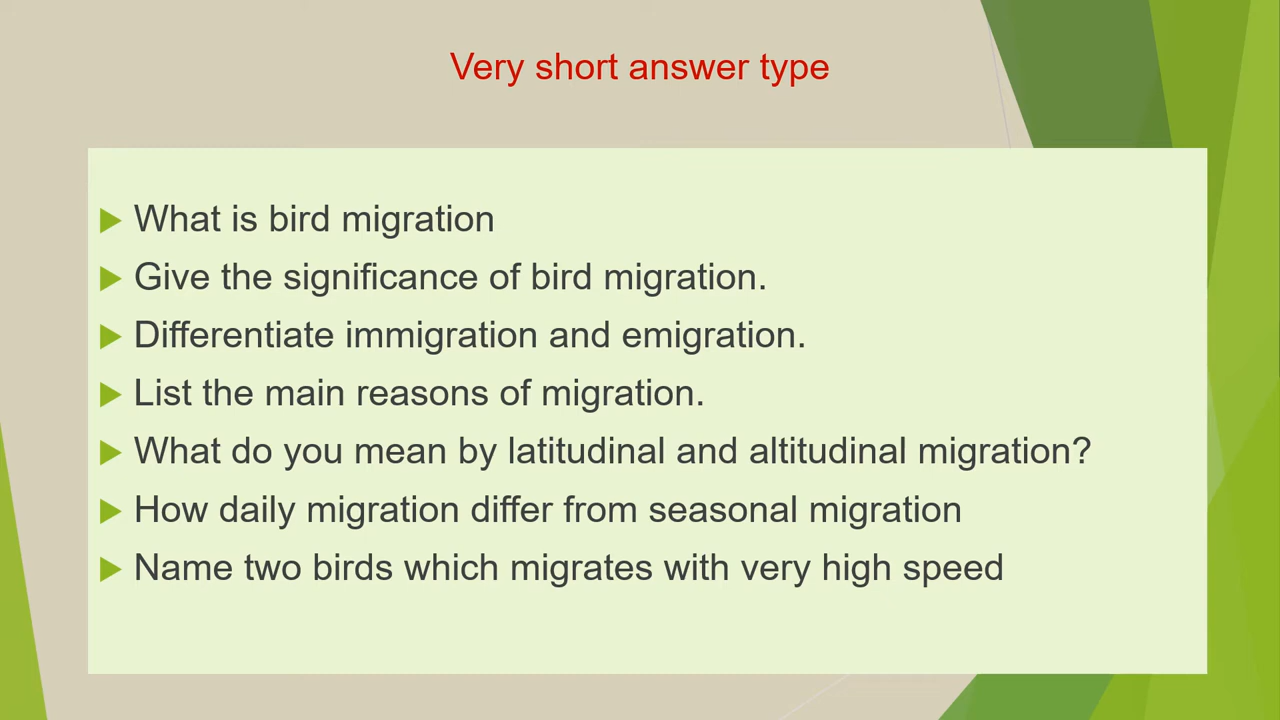 Very short answer type
What is bird migration
Give the significance of bird migration.
Differentiate immigration and emigration.
List the main reasons of migration.
What do you mean by latitudinal and altitudinal migration?
How daily migration differ from seasonal migration
Name two birds which migrates with very high speed